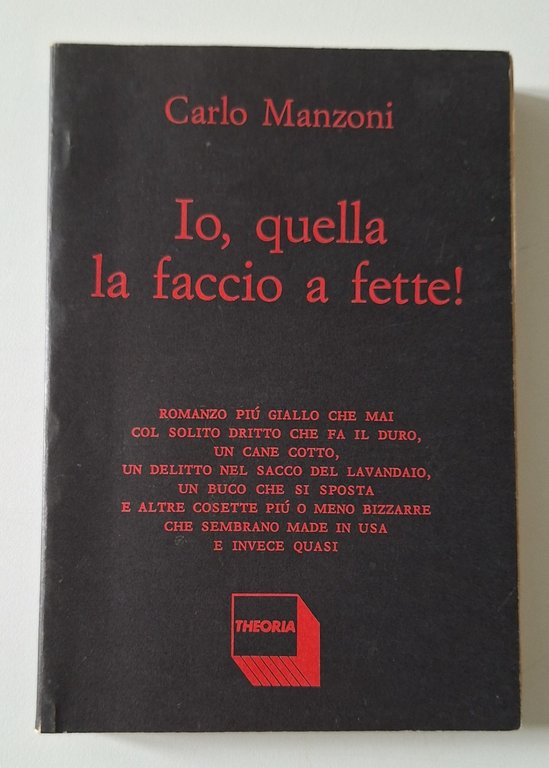 Carlo Manzoni
Io, quella
la faccio a fette!
ROMANZO PIÚ GIALLO CHE MAI
COL SOLITO DRITTO CHE FA IL DURO,
UN CANE COTTO,
UN DELITTO NEL SACCO DEL LAVANDAIO,
UN BUCO CHE SI SPOSTA
E ALTRE COSETTE PIÚ O MENO BIZZARRE
CHE SEMBRANO MADE IN USA
E INVECE QUASI
THEORIA